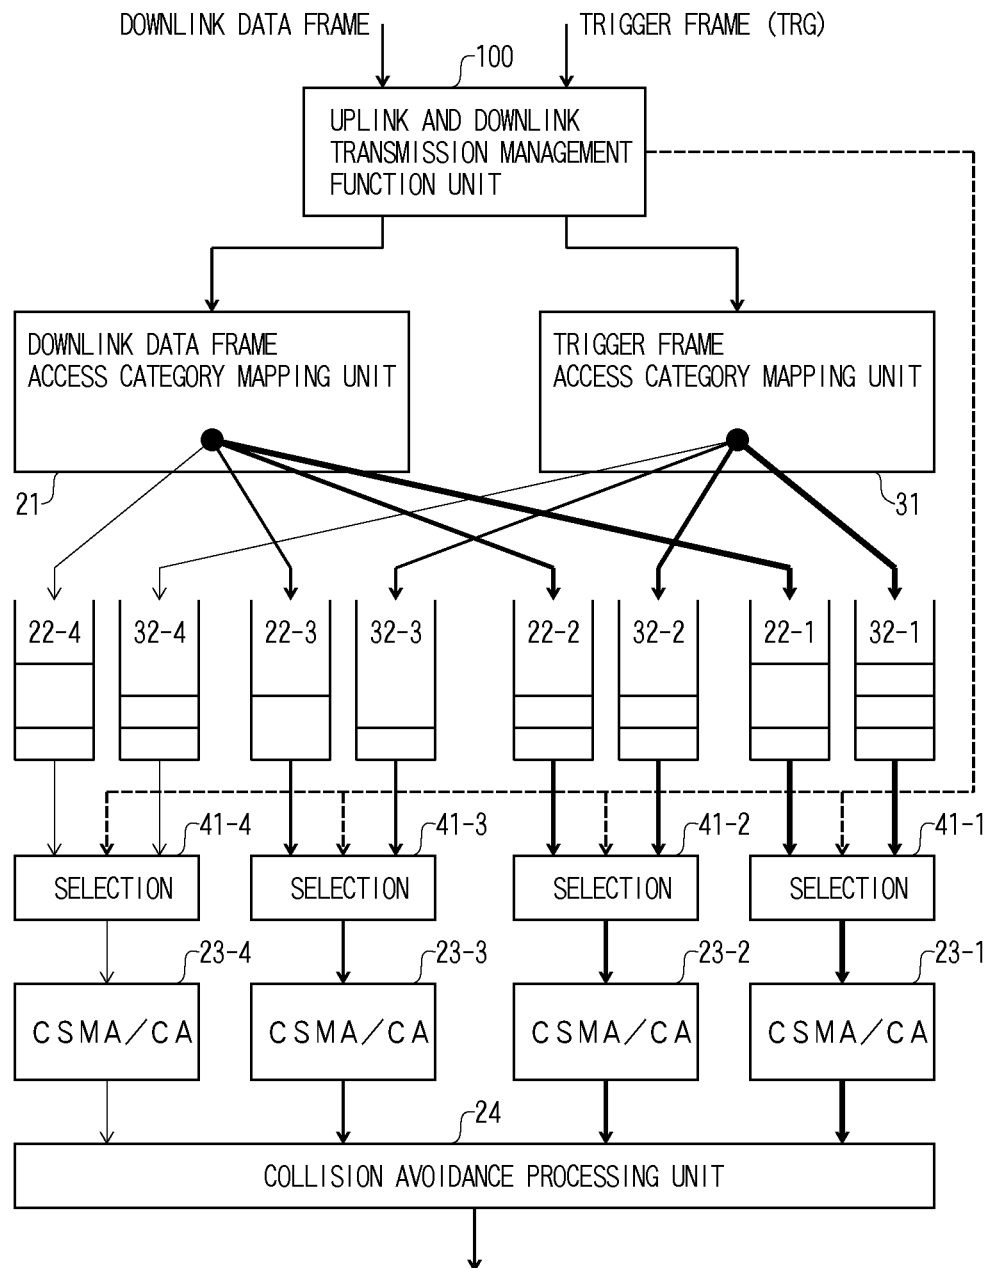 DOWNLINK DATA FRAME
TRIGGER FRAME (TRG)
100
UPLINK AND DOWNLINK
TRANSMISSION MANAGEMENT
FUNCTION UNIT
DOWNLINK DATA FRAME
ACCESS CATEGORY MAPPING UNIT
TRIGGER FRAME
ACCESS CATEGORY MAPPING UNIT
21
31
22-4
32-4
22-3
32-3
22-2
32-2
22-1
32-1
41-4
41-3
41-2
41-1
SELECTION
SELECTION
SELECTION
SELECTION
23-4
23-3
23-2
23-1
CSMA/CA
CSMA/CA
CSMA/CA
CSMA/CA
24
COLLISION AVOIDANCE PROCESSING UNIT